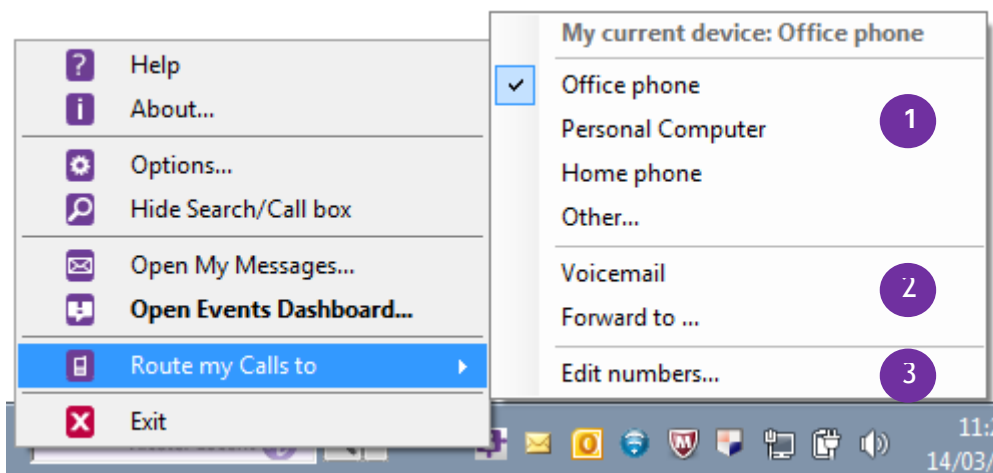 Help
About...
Options...
Hide Search/Call box
Open My Messages...
Open Events Dashboard...
Route my Calls to
Exit
My current device: Office phone
Office phone
Personal Computer
Home phone
Other...
1
Voicemail
Forward to ...
2
Edit numbers...
3
14/03/